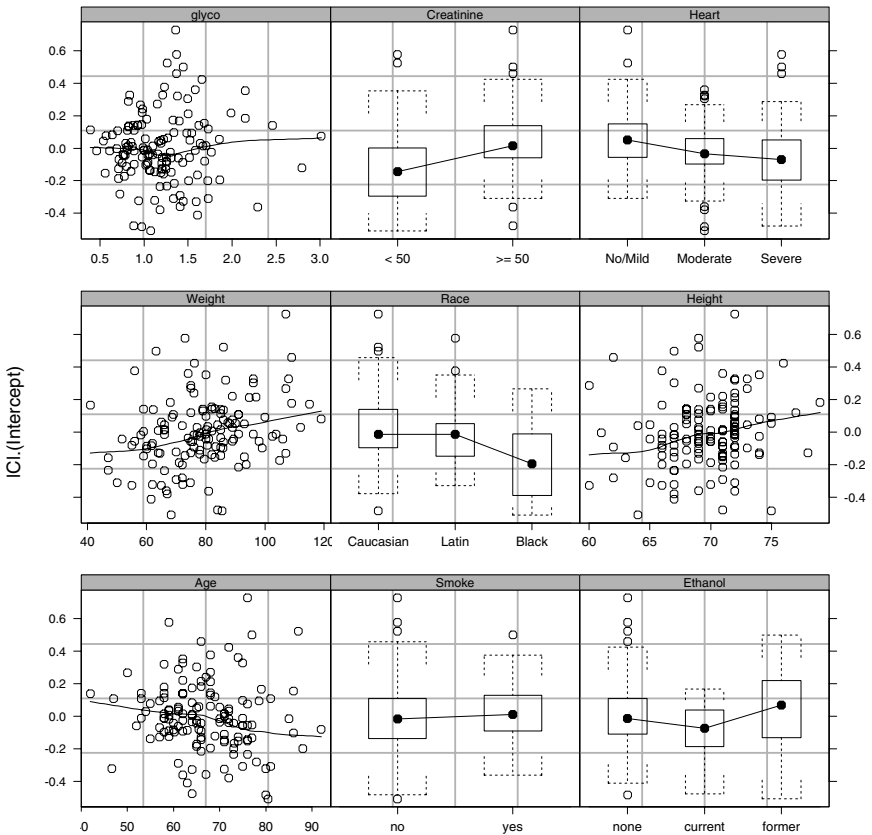 glyco Creatinine Heart
0.6
0.4
0.2
0.0
-0.2
-0.4
0.5 1.0 1.5 2.0 2.5 3.0 < 50 >= 50 No/Mild Moderate Severe
Weight Race Height
lCl.(Intercept)
0.6
0.4
0.2
0.0
-0.2
-0.4
40 60 80 100 120 Caucasian Latin Black 60 65 70 75
Age Smoke Ethanol
0.6
0.4
0.2
0.0
-0.2
-0.4
50 60 70 80 90 no yes none current former